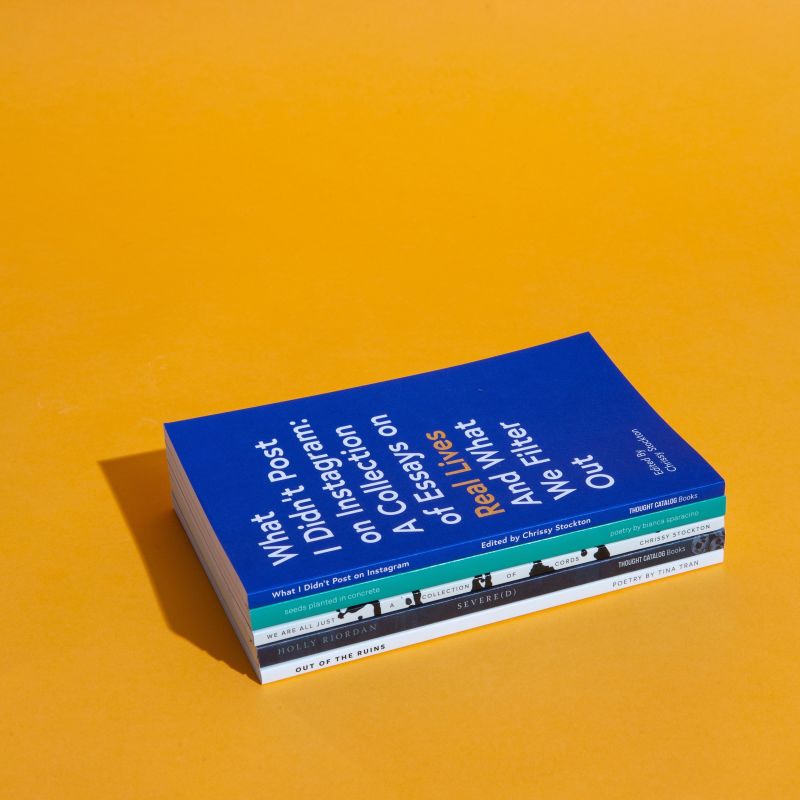 What
I Didn't Post
on Instagram:
A Collection
of Essays on
Real Lives
And What
We Filter
Out
Edited By
Chrissy Stockton
What I Didn't Post on Instagram Edited by Chrissy Stockton THOUGHT CATALOG Books
seeds planted in concrete poetry by bianca sparacino
WE ARE ALL JUST A COLLECTION OF CORDS CHRISSY STOCKTON
HOLLY RIORDAN SEVERE(D) THOUGHT CATALOG Books
OUT OF THE RUINS POETRY BY TINA TRAN